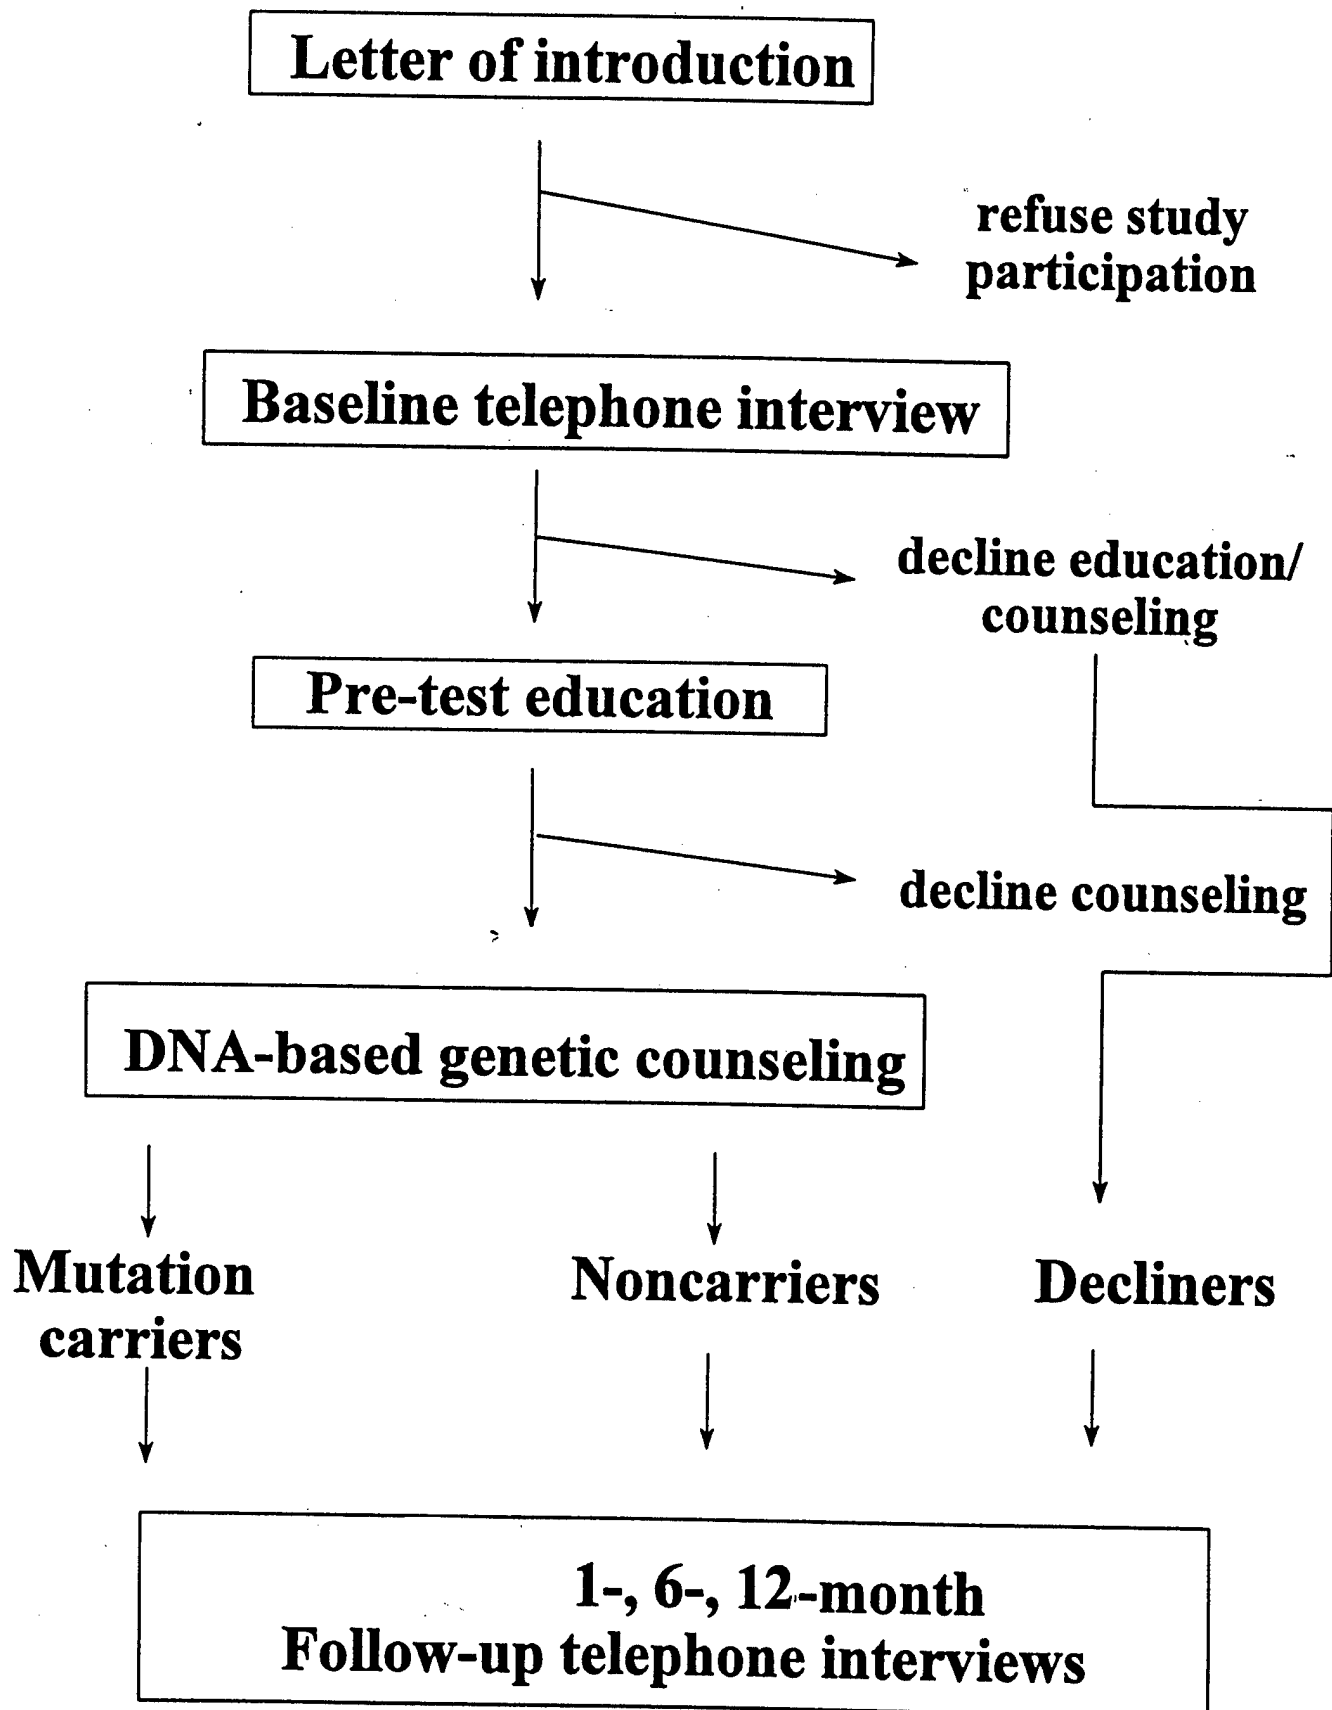 Letter of introduction
refuse study
participation
Baseline telephone interview
decline education/
counseling
Pre-test education
decline counseling
DNA-based genetic counseling
Mutation
carriers
Noncarriers
Decliners
1-, 6-, 12-month
Follow-up telephone interviews